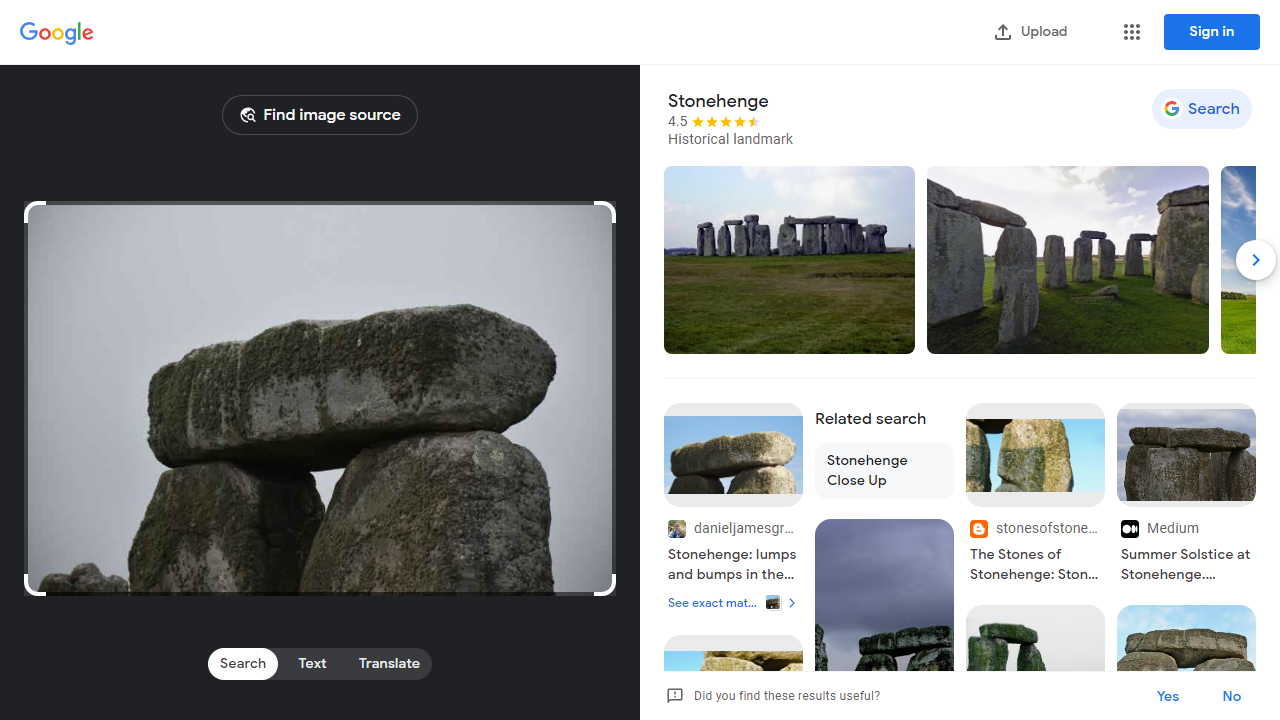 Google
Upload
Sign in
Find image source
Search
Text
Translate
Stonehenge
4.5
Historical landmark
Search
Related search
Stonehenge
Close Up
danieljamesgr...
Stonehenge: lumps
and bumps in the...
See exact mat...
stonesofstone...
The Stones of
Stonehenge: Ston...
Medium
Summer Solstice at
Stonehenge....
Did you find these results useful?
Yes
No